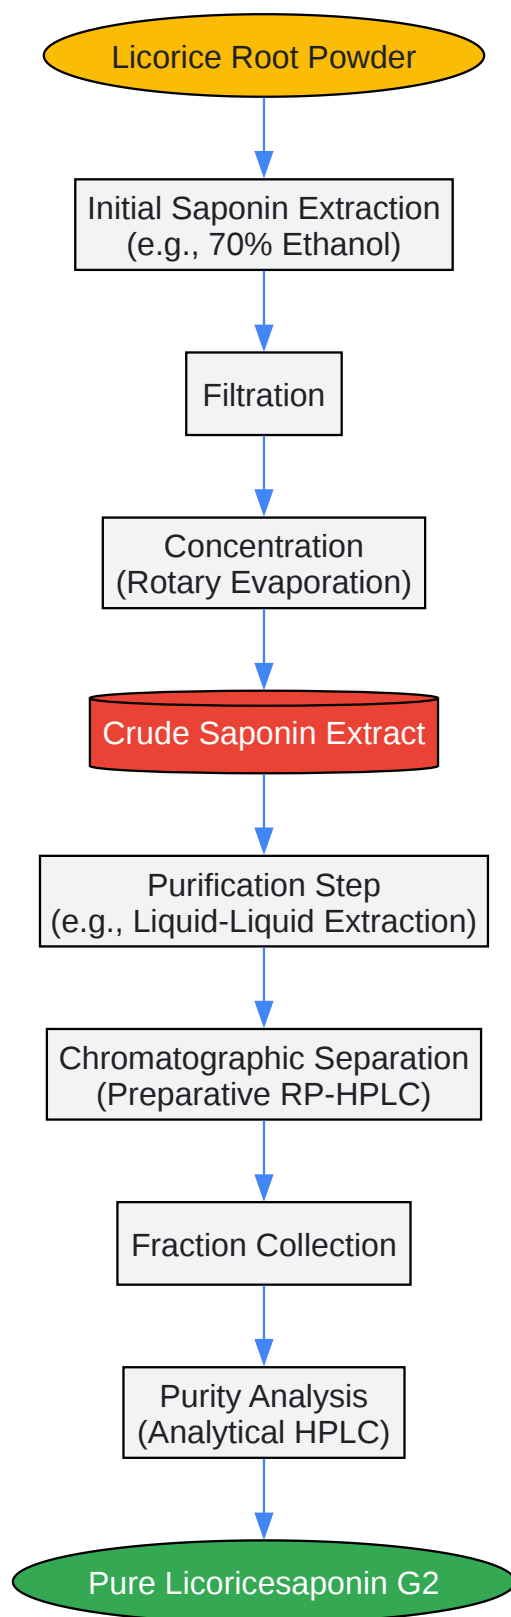 Licorice Root Powder
Initial Saponin Extraction
(e.g., 70% Ethanol)
Filtration
Concentration
(Rotary Evaporation)
Crude Saponin Extract
Purification Step
(e.g., Liquid-Liquid Extraction)
Chromatographic Separation
(Preparative RP-HPLC)
Fraction Collection
Purity Analysis
(Analytical HPLC)
Pure Licoricesaponin G2